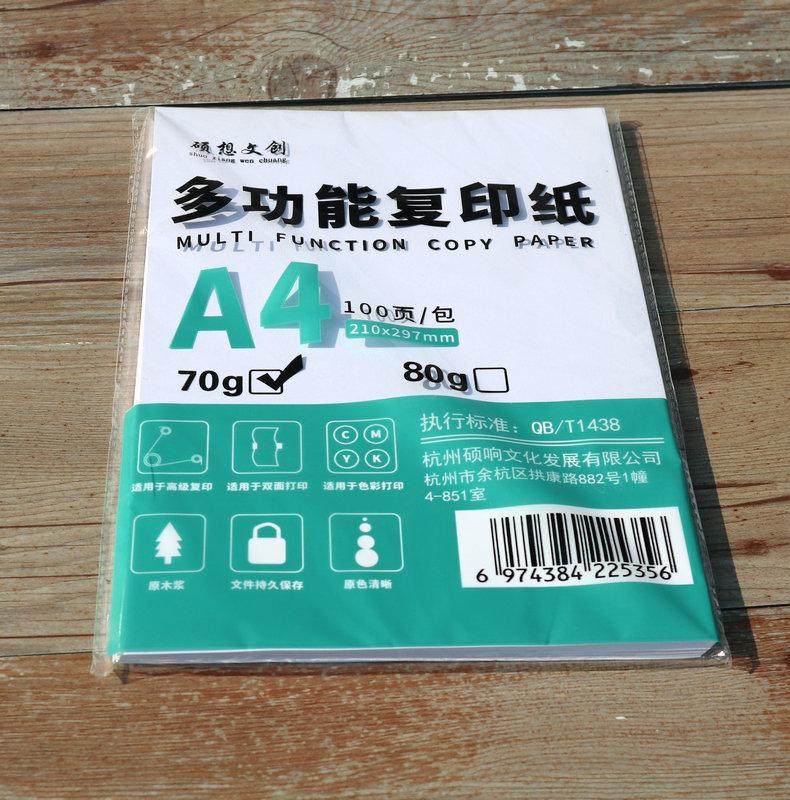 硕想文创
shuo xiang wen chuang
多功能复印纸
MULTI FUNCTION COPY PAPER
A4
100页/包
210x297mm
70g
80g
执行标准：QB/T1438
杭州硕响文化发展有限公司
杭州市余杭区拱康路882号1幢
4-851室
C M
Y K
适用于高级复印 适用于双面打印 适用于色彩打印
原木浆 文件持久保存 原色清晰
6 974384 225356